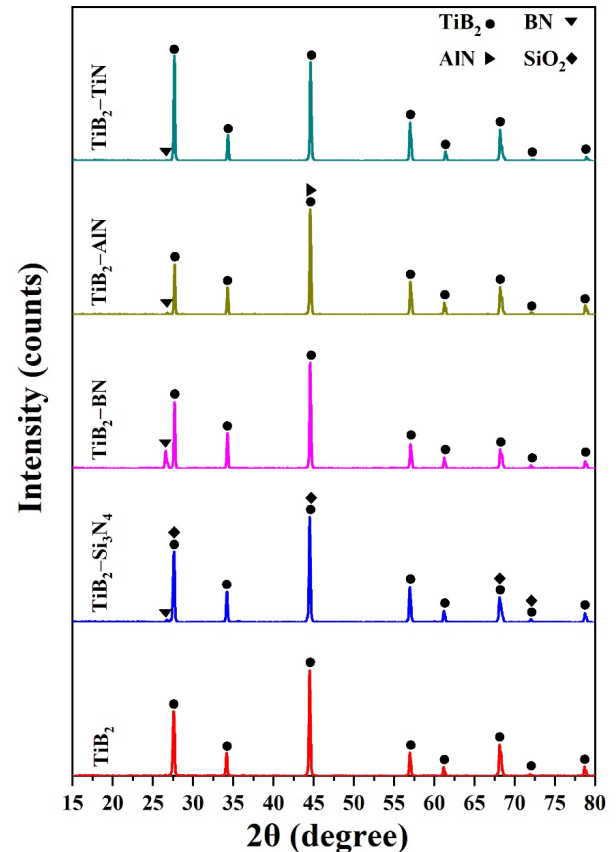 TiB₂ ● BN ▼
AlN ▶ SiO₂ ◆
TiB₂−TiN
TiB₂−AlN
TiB₂−BN
TiB₂−Si₃N₄
TiB₂
Intensity (counts)
15 20 25 30 35 40 45 50 55 60 65 70 75 80
2θ (degree)